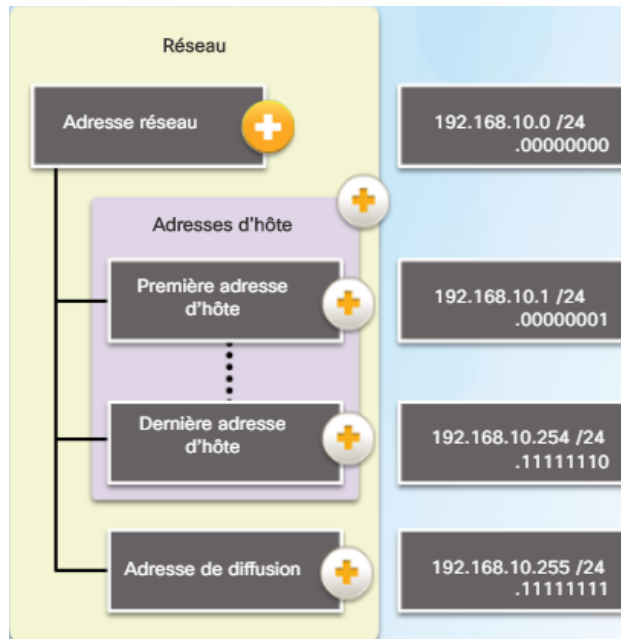 Réseau
Adresse réseau
192.168.10.0 /24
.00000000
Adresses d'hôte
Première adresse
d'hôte
192.168.10.1 /24
.00000001
Dernière adresse
d'hôte
192.168.10.254 /24
.11111110
Adresse de diffusion
192.168.10.255 /24
.11111111